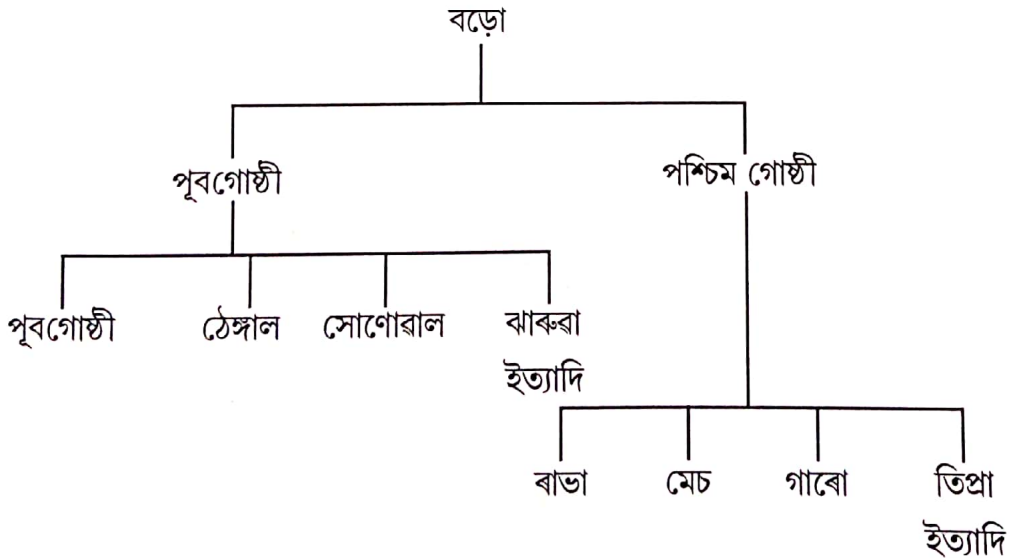 বড়ো
পূবগোষ্ঠী
পশ্চিম গোষ্ঠী
পূবগোষ্ঠী ঠেঙ্গাল সোণোৱাল ঝাৰুৱা
ইত্যাদি
ৰাভা মেচ গাৰো তিপ্ৰা
ইত্যাদি